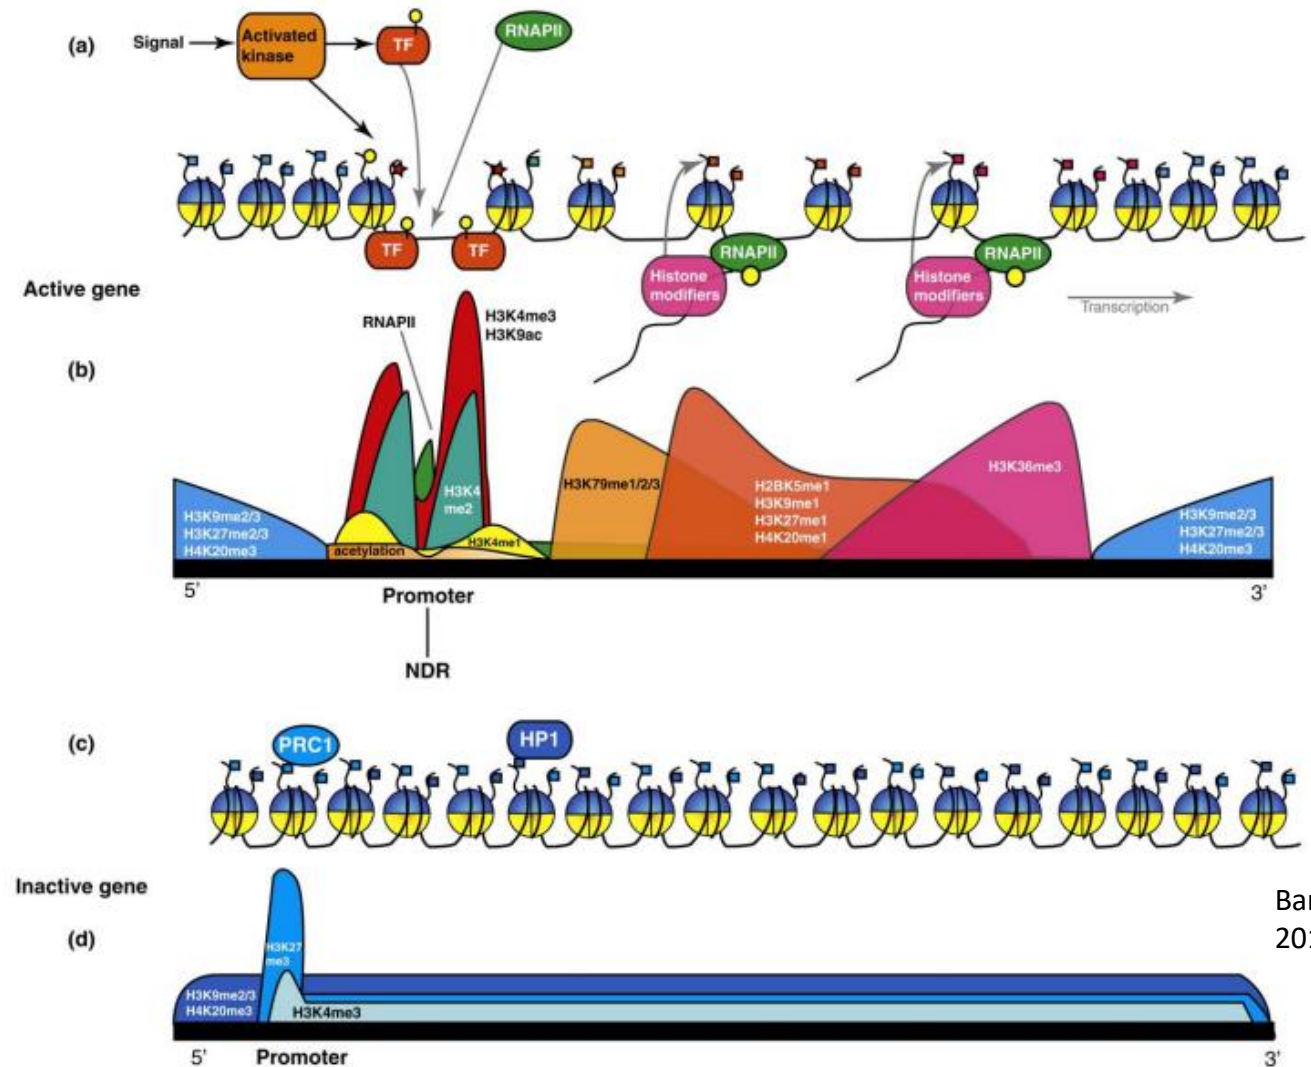 (a)
Signal
Activated
kinase
TF
RNAPII
TF
TF
RNAPII
RNAPII
Histone
modifiers
Histone
modifiers
Active gene
Transcription
RNAPII
H3K4me3
H3K9ac
(b)
H3K36me3
H3K79me1/2/3
H2BK5me1
H3K9me1
H3K27me1
H4K20me1
H3K4
me2
H3K9me2/3
H3K27me2/3
H4K20me3
H3K9me2/3
H3K27me2/3
H4K20me3
H3K4me1
acetylation
5'
Promoter
3'
NDR
(c)
PRC1
HP1
Inactive gene
Bar
201
(d)
H3K27
me3
H3K9me2/3
H4K20me3
H3K4me3
5'
Promoter
3'